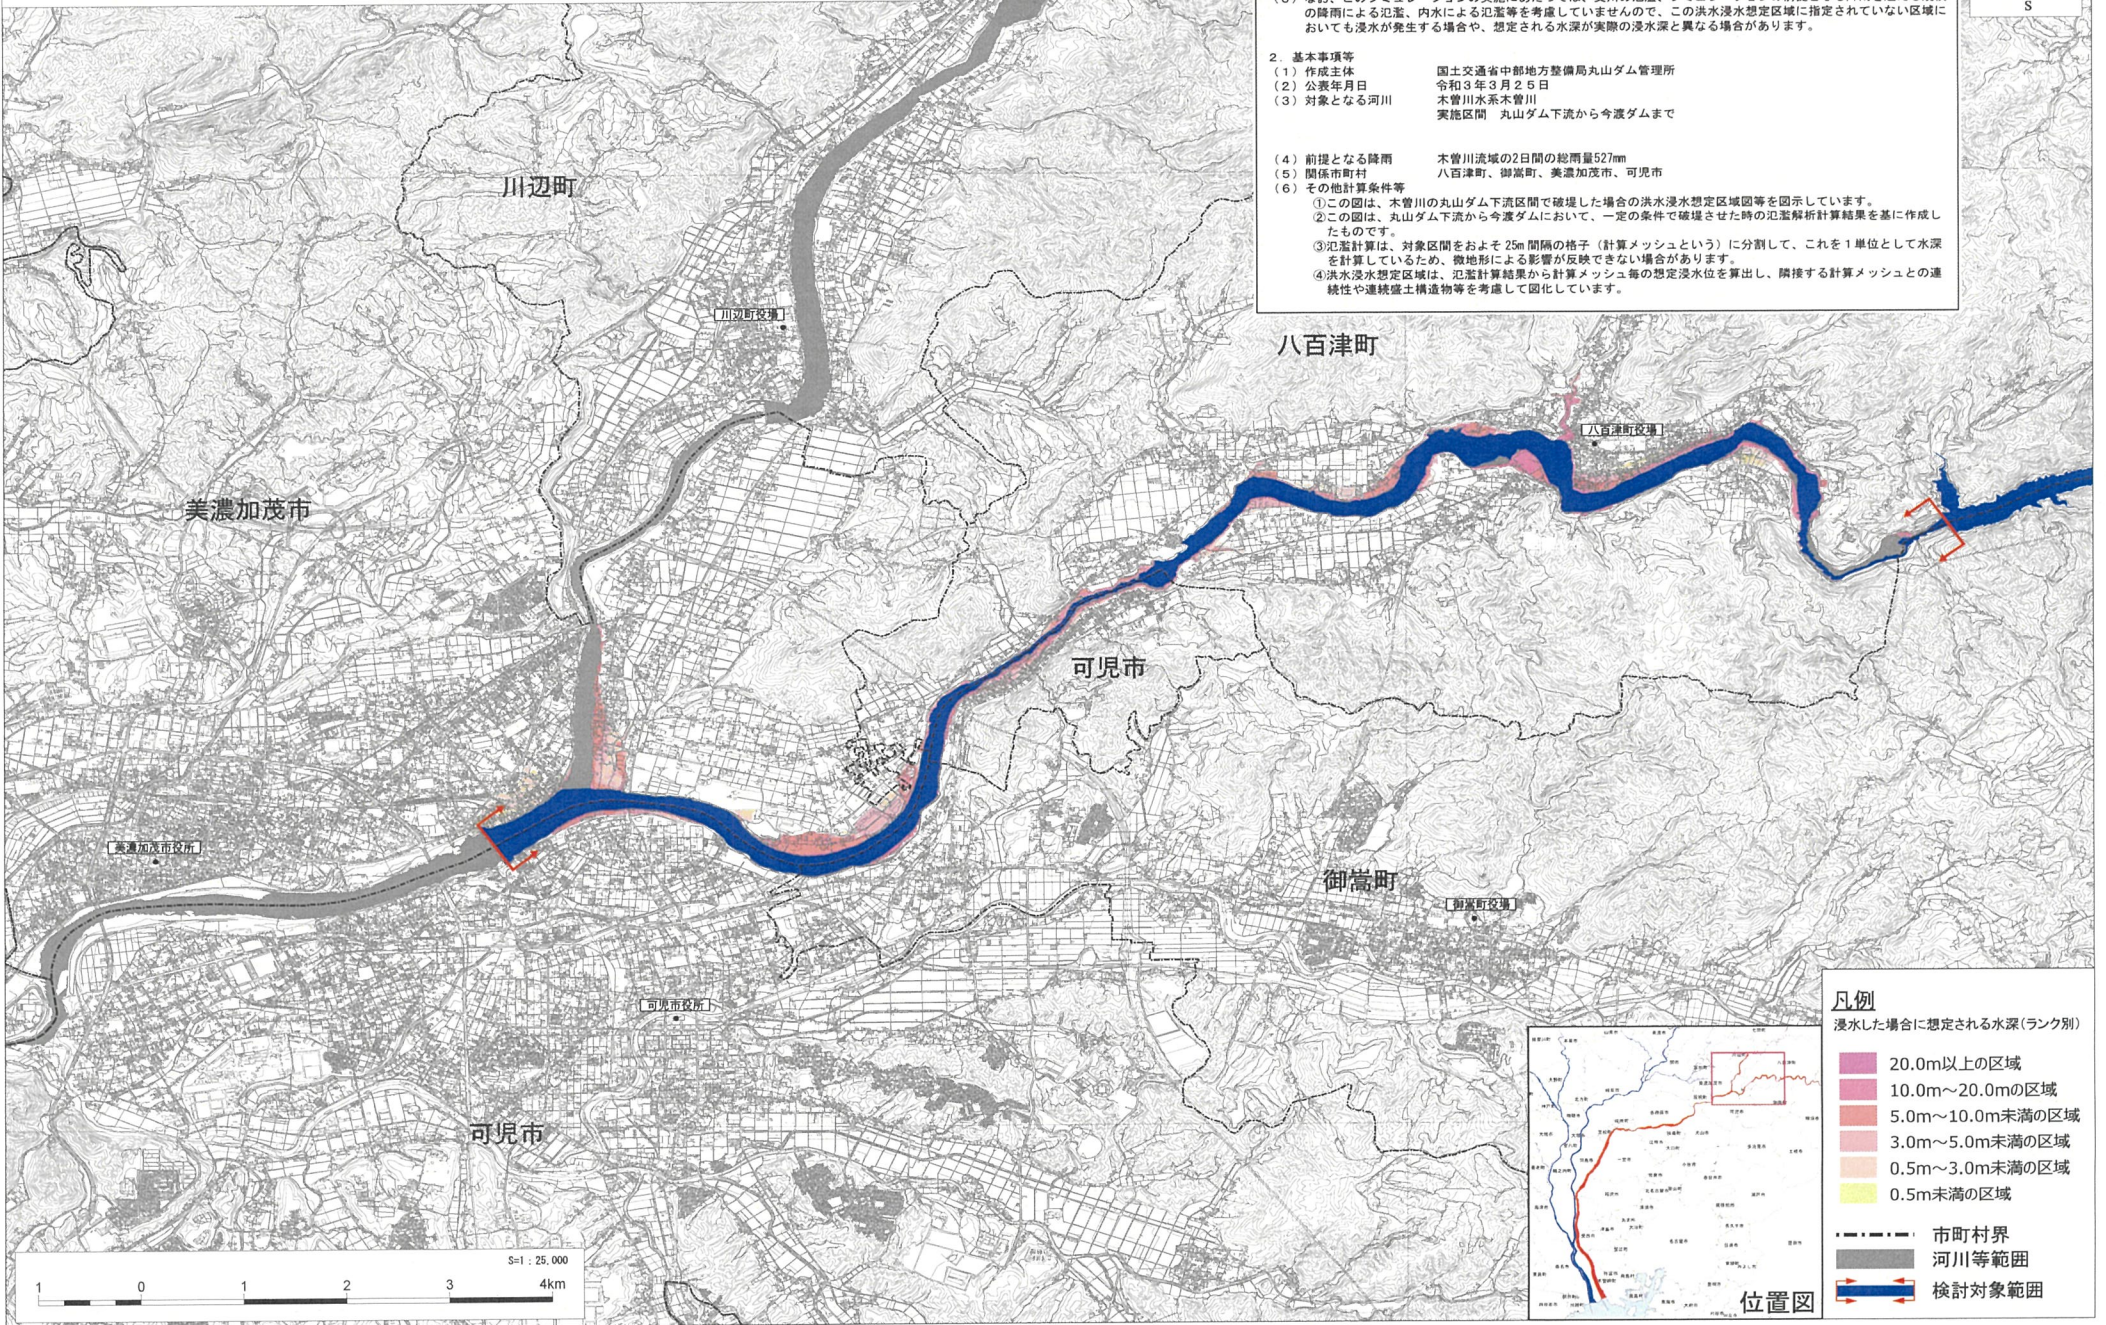 の降雨による氾濫、内水による氾濫等を考慮していませんので、この洪水浸水想定区域に指定されていない区域に
おいても浸水が発生する場合や、想定される水深が実際の浸水深と異なる場合があります。
S
2. 基本事項等
(1) 作成主体 国土交通省中部地方整備局丸山ダム管理所
(2) 公表年月日 令和3年3月25日
(3) 対象となる河川 木曽川水系木曽川
実施区間 丸山ダム下流から今渡ダムまで
(4) 前提となる降雨 木曽川流域の2日間の総雨量527mm
(5) 関係市町村 八百津町、御嵩町、美濃加茂市、可児市
(6) その他計算条件等
①この図は、木曽川の丸山ダム下流区間で破堤した場合の洪水浸水想定区域図等を図示しています。
②この図は、丸山ダム下流から今渡ダムにおいて、一定の条件で破堤させた時の氾濫解析計算結果を基に作成し
たものです。
③氾濫計算は、対象区間をおよそ25m間隔の格子（計算メッシュという）に分割して、これを1単位として水深
を計算しているため、微地形による影響が反映できない場合があります。
④洪水浸水想定区域は、氾濫計算結果から計算メッシュ毎の想定浸水位を算出し、隣接する計算メッシュとの連
続性や連続盛土構造物等を考慮して図化しています。
川辺町
川辺町役場
八百津町
八百津町役場
美濃加茂市
可児市
美濃加茂市役所
御嵩町
御嵩町役場
可児市役所
可児市
凡例
浸水した場合に想定される水深(ランク別)
20.0m以上の区域
10.0m～20.0mの区域
5.0m～10.0m未満の区域
3.0m～5.0m未満の区域
0.5m～3.0m未満の区域
0.5m未満の区域
市町村界
河川等範囲
検討対象範囲
位置図
S=1：25,000
1 0 1 2 3 4km